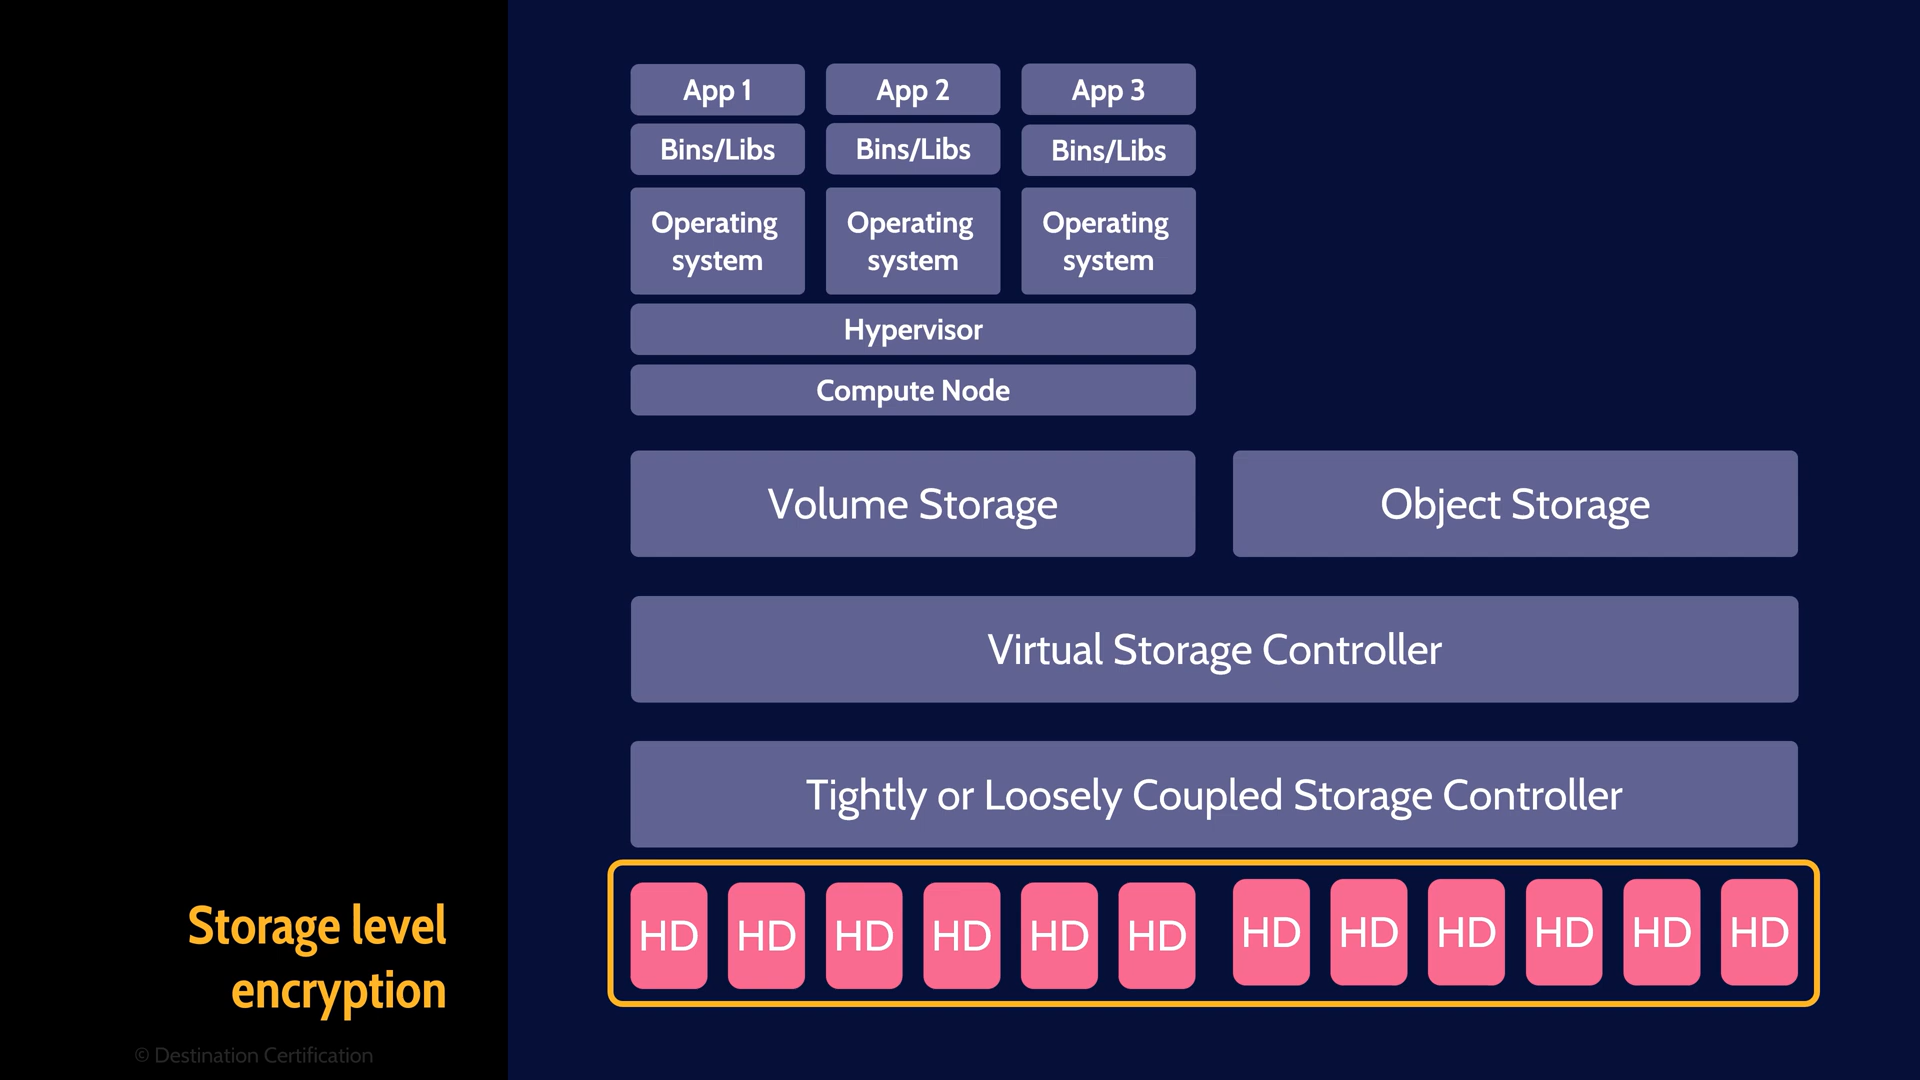 App 1
App 2
App 3
Bins/Libs
Bins/Libs
Bins/Libs
Operating
system
Operating
system
Operating
system
Hypervisor
Compute Node
Volume Storage
Object Storage
Virtual Storage Controller
Tightly or Loosely Coupled Storage Controller
HD
HD
HD
HD
HD
HD
HD
HD
HD
HD
HD
HD
Storage level
encryption
© Destination Certification